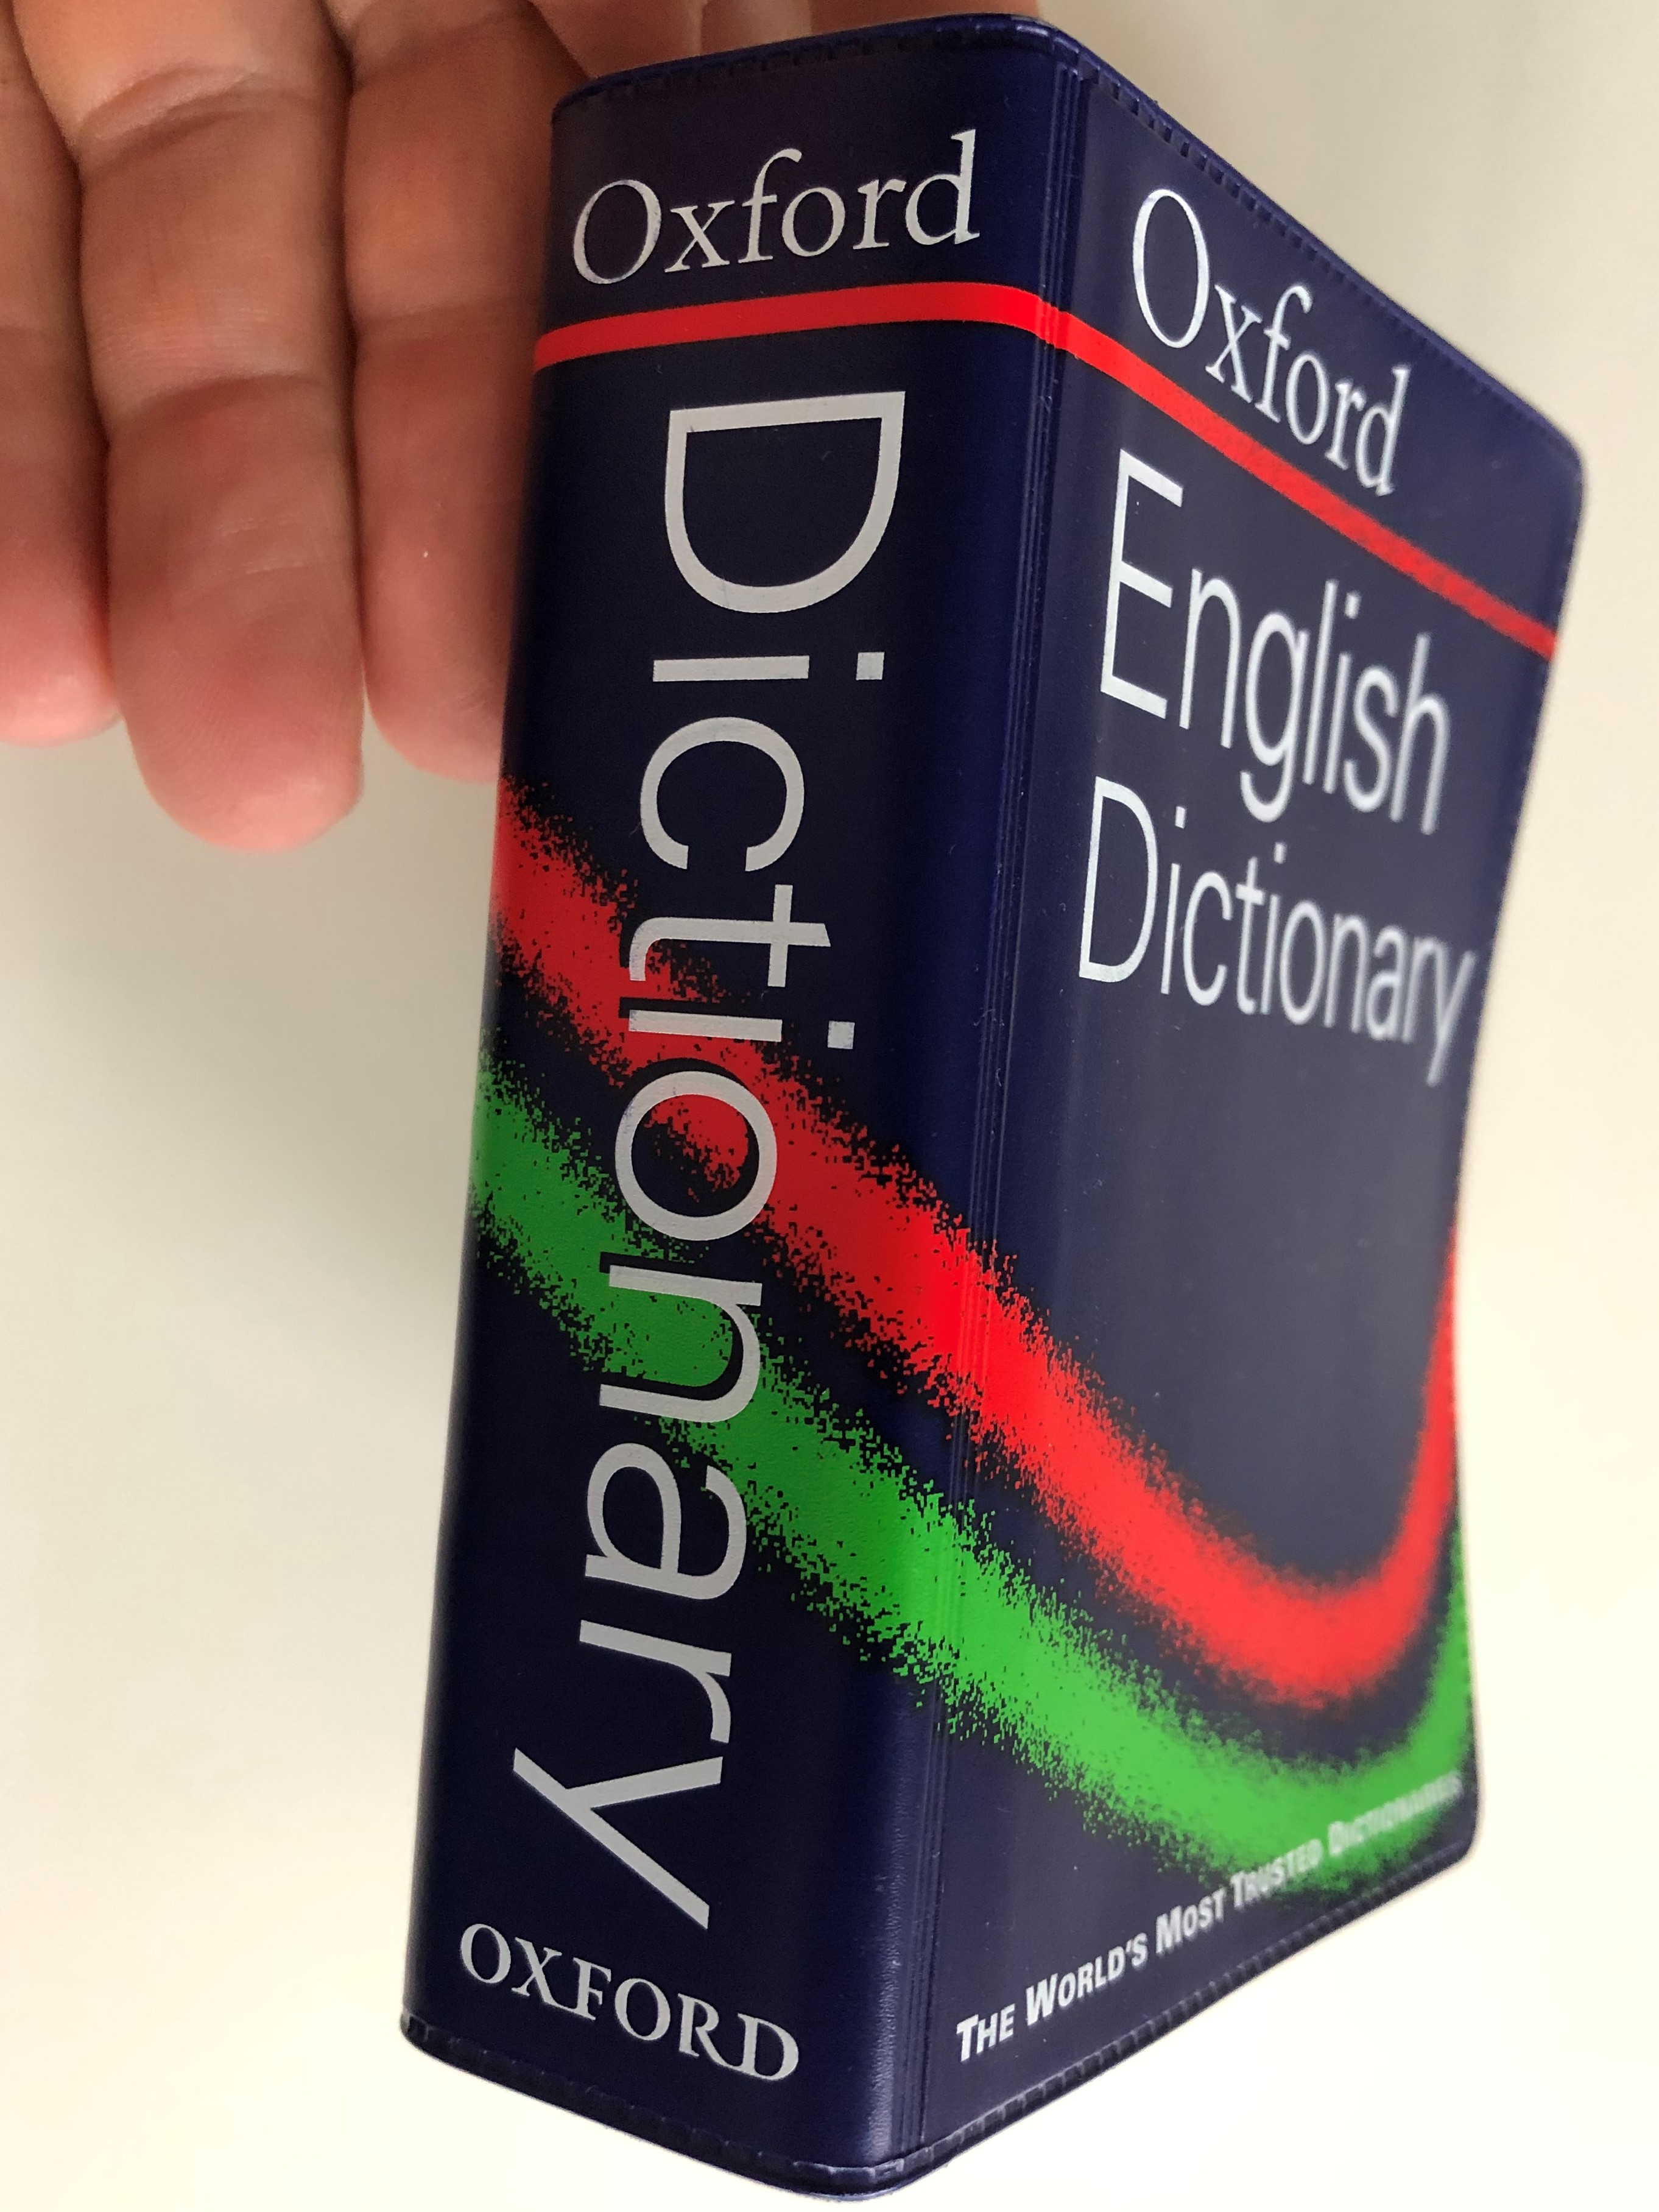 Oxford
Dictionary
OXFORD
Oxford
English
Dictionary
THE WORLD'S MOST TRUSTED DICTIONARIES